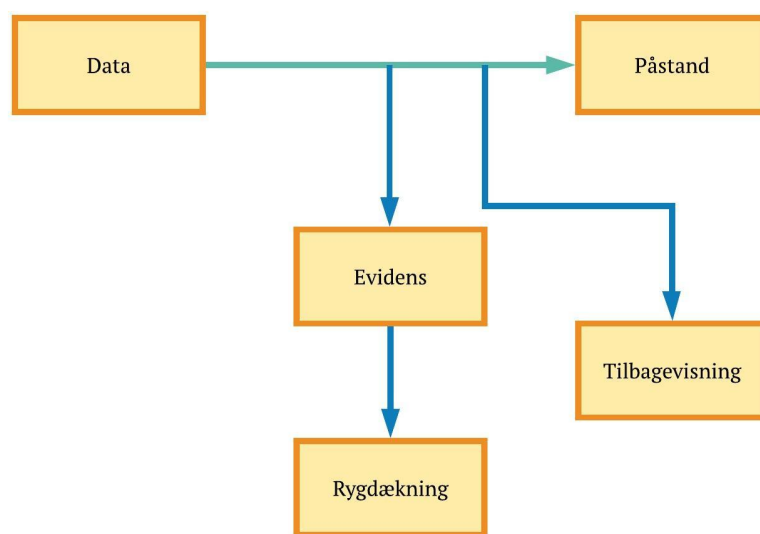 Data
Påstand
Evidens
Tilbagevisning
Rygdækning